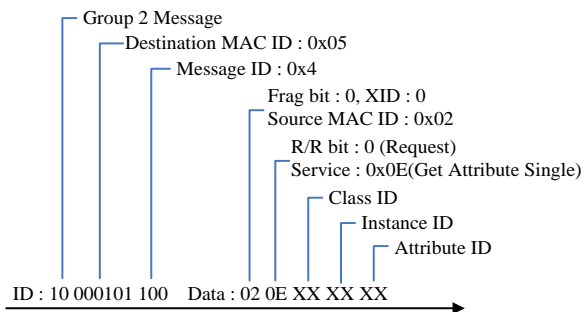 Group 2 Message
Destination MAC ID : 0x05
Message ID : 0x4
Frag bit : 0, XID : 0
Source MAC ID : 0x02
R/R bit : 0 (Request)
Service : 0x0E(Get Attribute Single)
Class ID
Instance ID
Attribute ID
ID : 10 000101 100 Data : 02 0E XX XX XX